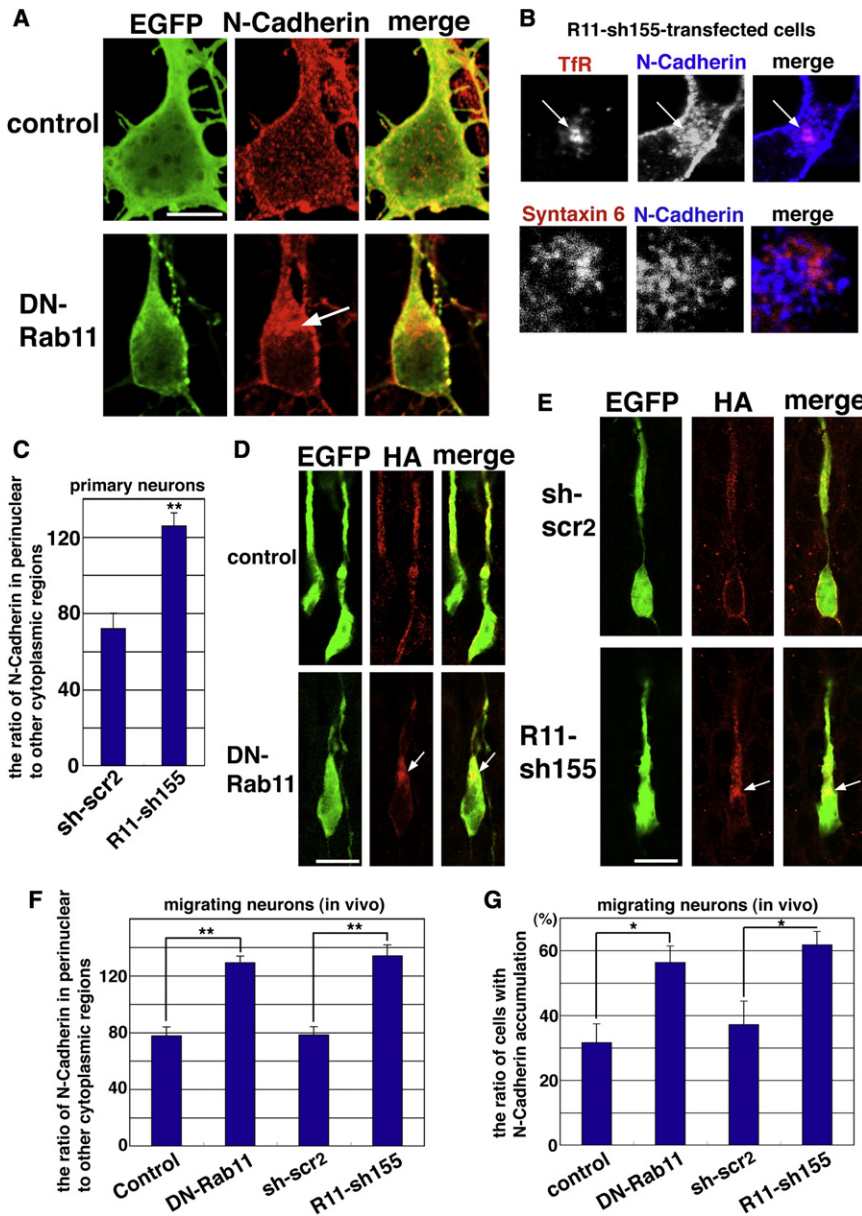 A
EGFP N-Cadherin merge
control
DN-
Rab11
B
R11-sh155-transfected cells
TfR N-Cadherin merge
Syntaxin 6 N-Cadherin merge
C
primary neurons
**
the ratio of N-Cadherin in perinuclear
to other cytoplasmic regions
120
80
40
0
sh-scr2 R11-sh155
D
EGFP HA merge
control
DN-
Rab11
E
EGFP HA merge
sh-
scr2
R11-
sh155
F
migrating neurons (in vivo)
** **
the ratio of N-Cadherin in perinuclear
to other cytoplasmic regions
120
80
40
0
Control DN-Rab11 sh-scr2 R11-sh155
G
migrating neurons (in vivo)
(%)
* *
the ratio of cells with
N-Cadherin accumulation
60
40
20
0
control DN-Rab11 sh-scr2 R11-sh155